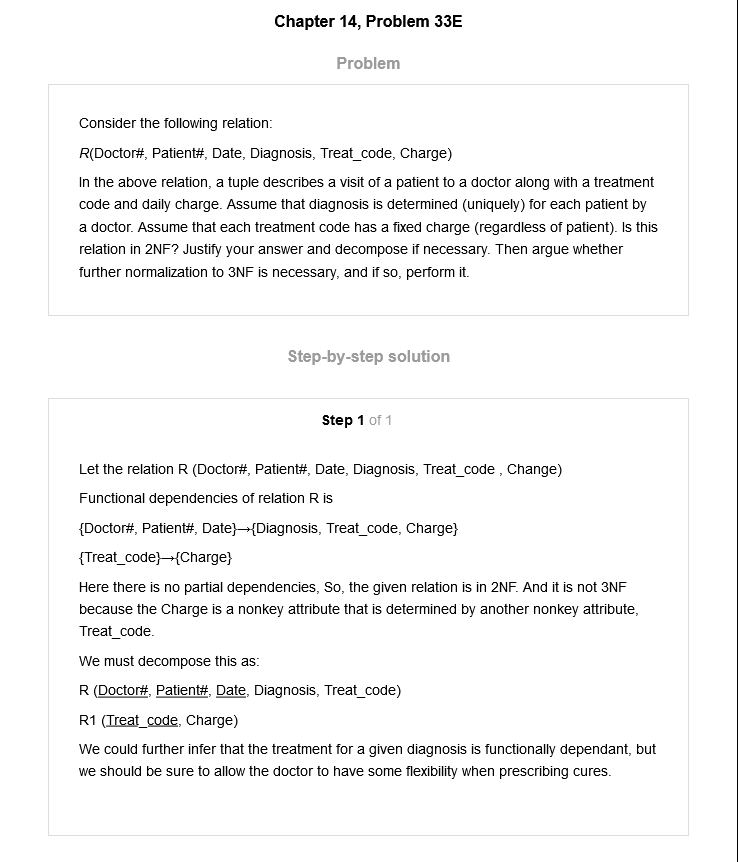 Chapter 14, Problem 33E
Problem
Consider the following relation:
R(Doctor#, Patient#, Date, Diagnosis, Treat_code, Charge)
In the above relation, a tuple describes a visit of a patient to a doctor along with a treatment
code and daily charge. Assume that diagnosis is determined (uniquely) for each patient by
a doctor. Assume that each treatment code has a fixed charge (regardless of patient). Is this
relation in 2NF? Justify your answer and decompose if necessary. Then argue whether
further normalization to 3NF is necessary, and if so, perform it.
Step-by-step solution
Step 1 of 1
Let the relation R (Doctor#, Patient#, Date, Diagnosis, Treat_code , Change)
Functional dependencies of relation R is
{Doctor#, Patient#, Date}→{Diagnosis, Treat_code, Charge}
{Treat_code}→{Charge}
Here there is no partial dependencies, So, the given relation is in 2NF. And it is not 3NF
because the Charge is a nonkey attribute that is determined by another nonkey attribute,
Treat_code.
We must decompose this as:
R (Doctor#, Patient#, Date, Diagnosis, Treat_code)
R1 (Treat_code, Charge)
We could further infer that the treatment for a given diagnosis is functionally dependant, but
we should be sure to allow the doctor to have some flexibility when prescribing cures.